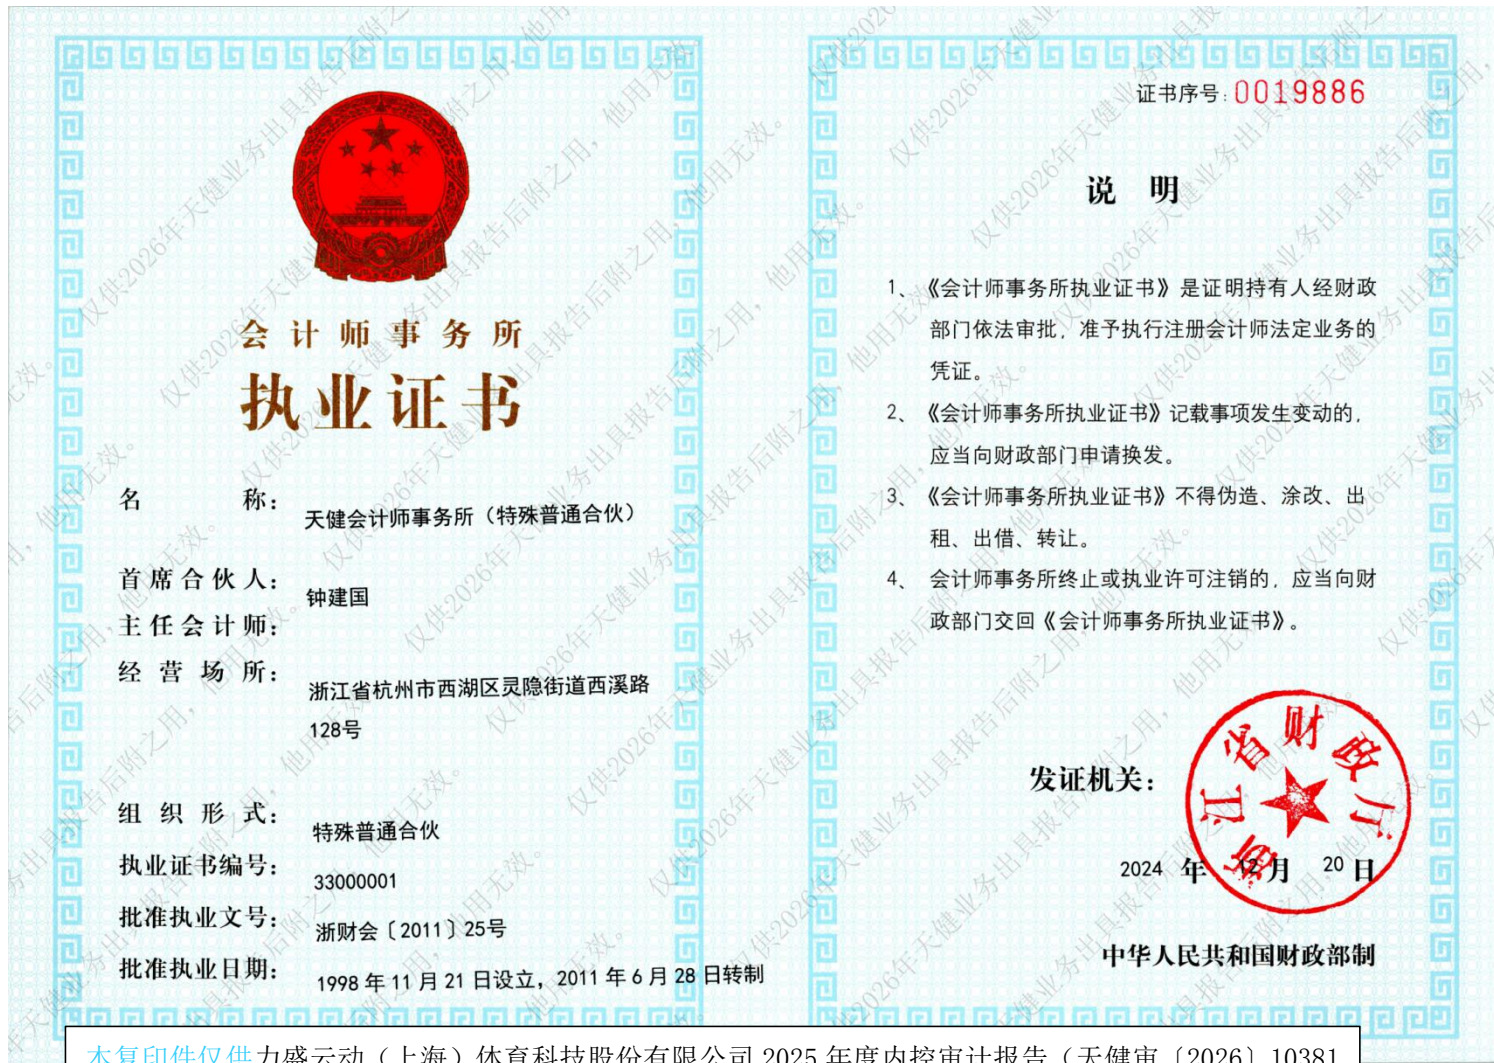 会计师事务所
执业证书
名称：天健会计师事务所（特殊普通合伙）
首席合伙人：钟建国
主任会计师：
经营场所：浙江省杭州市西湖区灵隐街道西溪路
128号
组织形式：特殊普通合伙
执业证书编号：33000001
批准执业文号：浙财会〔2011〕25号
批准执业日期：1998年11月21日设立，2011年6月28日转制
证书序号：0019886
说明
1、《会计师事务所执业证书》是证明持有人经财政
部门依法审批，准予执行注册会计师法定业务的
凭证。
2、《会计师事务所执业证书》记载事项发生变动的，
应当向财政部门申请换发。
3、《会计师事务所执业证书》不得伪造、涂改、出
租、出借、转让。
4、会计师事务所终止或执业许可注销的，应当向财
政部门交回《会计师事务所执业证书》。
发证机关：
浙江省财政厅
2024年12月20日
中华人民共和国财政部制
仅供2026年天健业务出具报告后附之用，他用无效。
本复印件仅供力盛云动（上海）体育科技股份有限公司2025年度内控审计报告（天健审〔2026〕10381